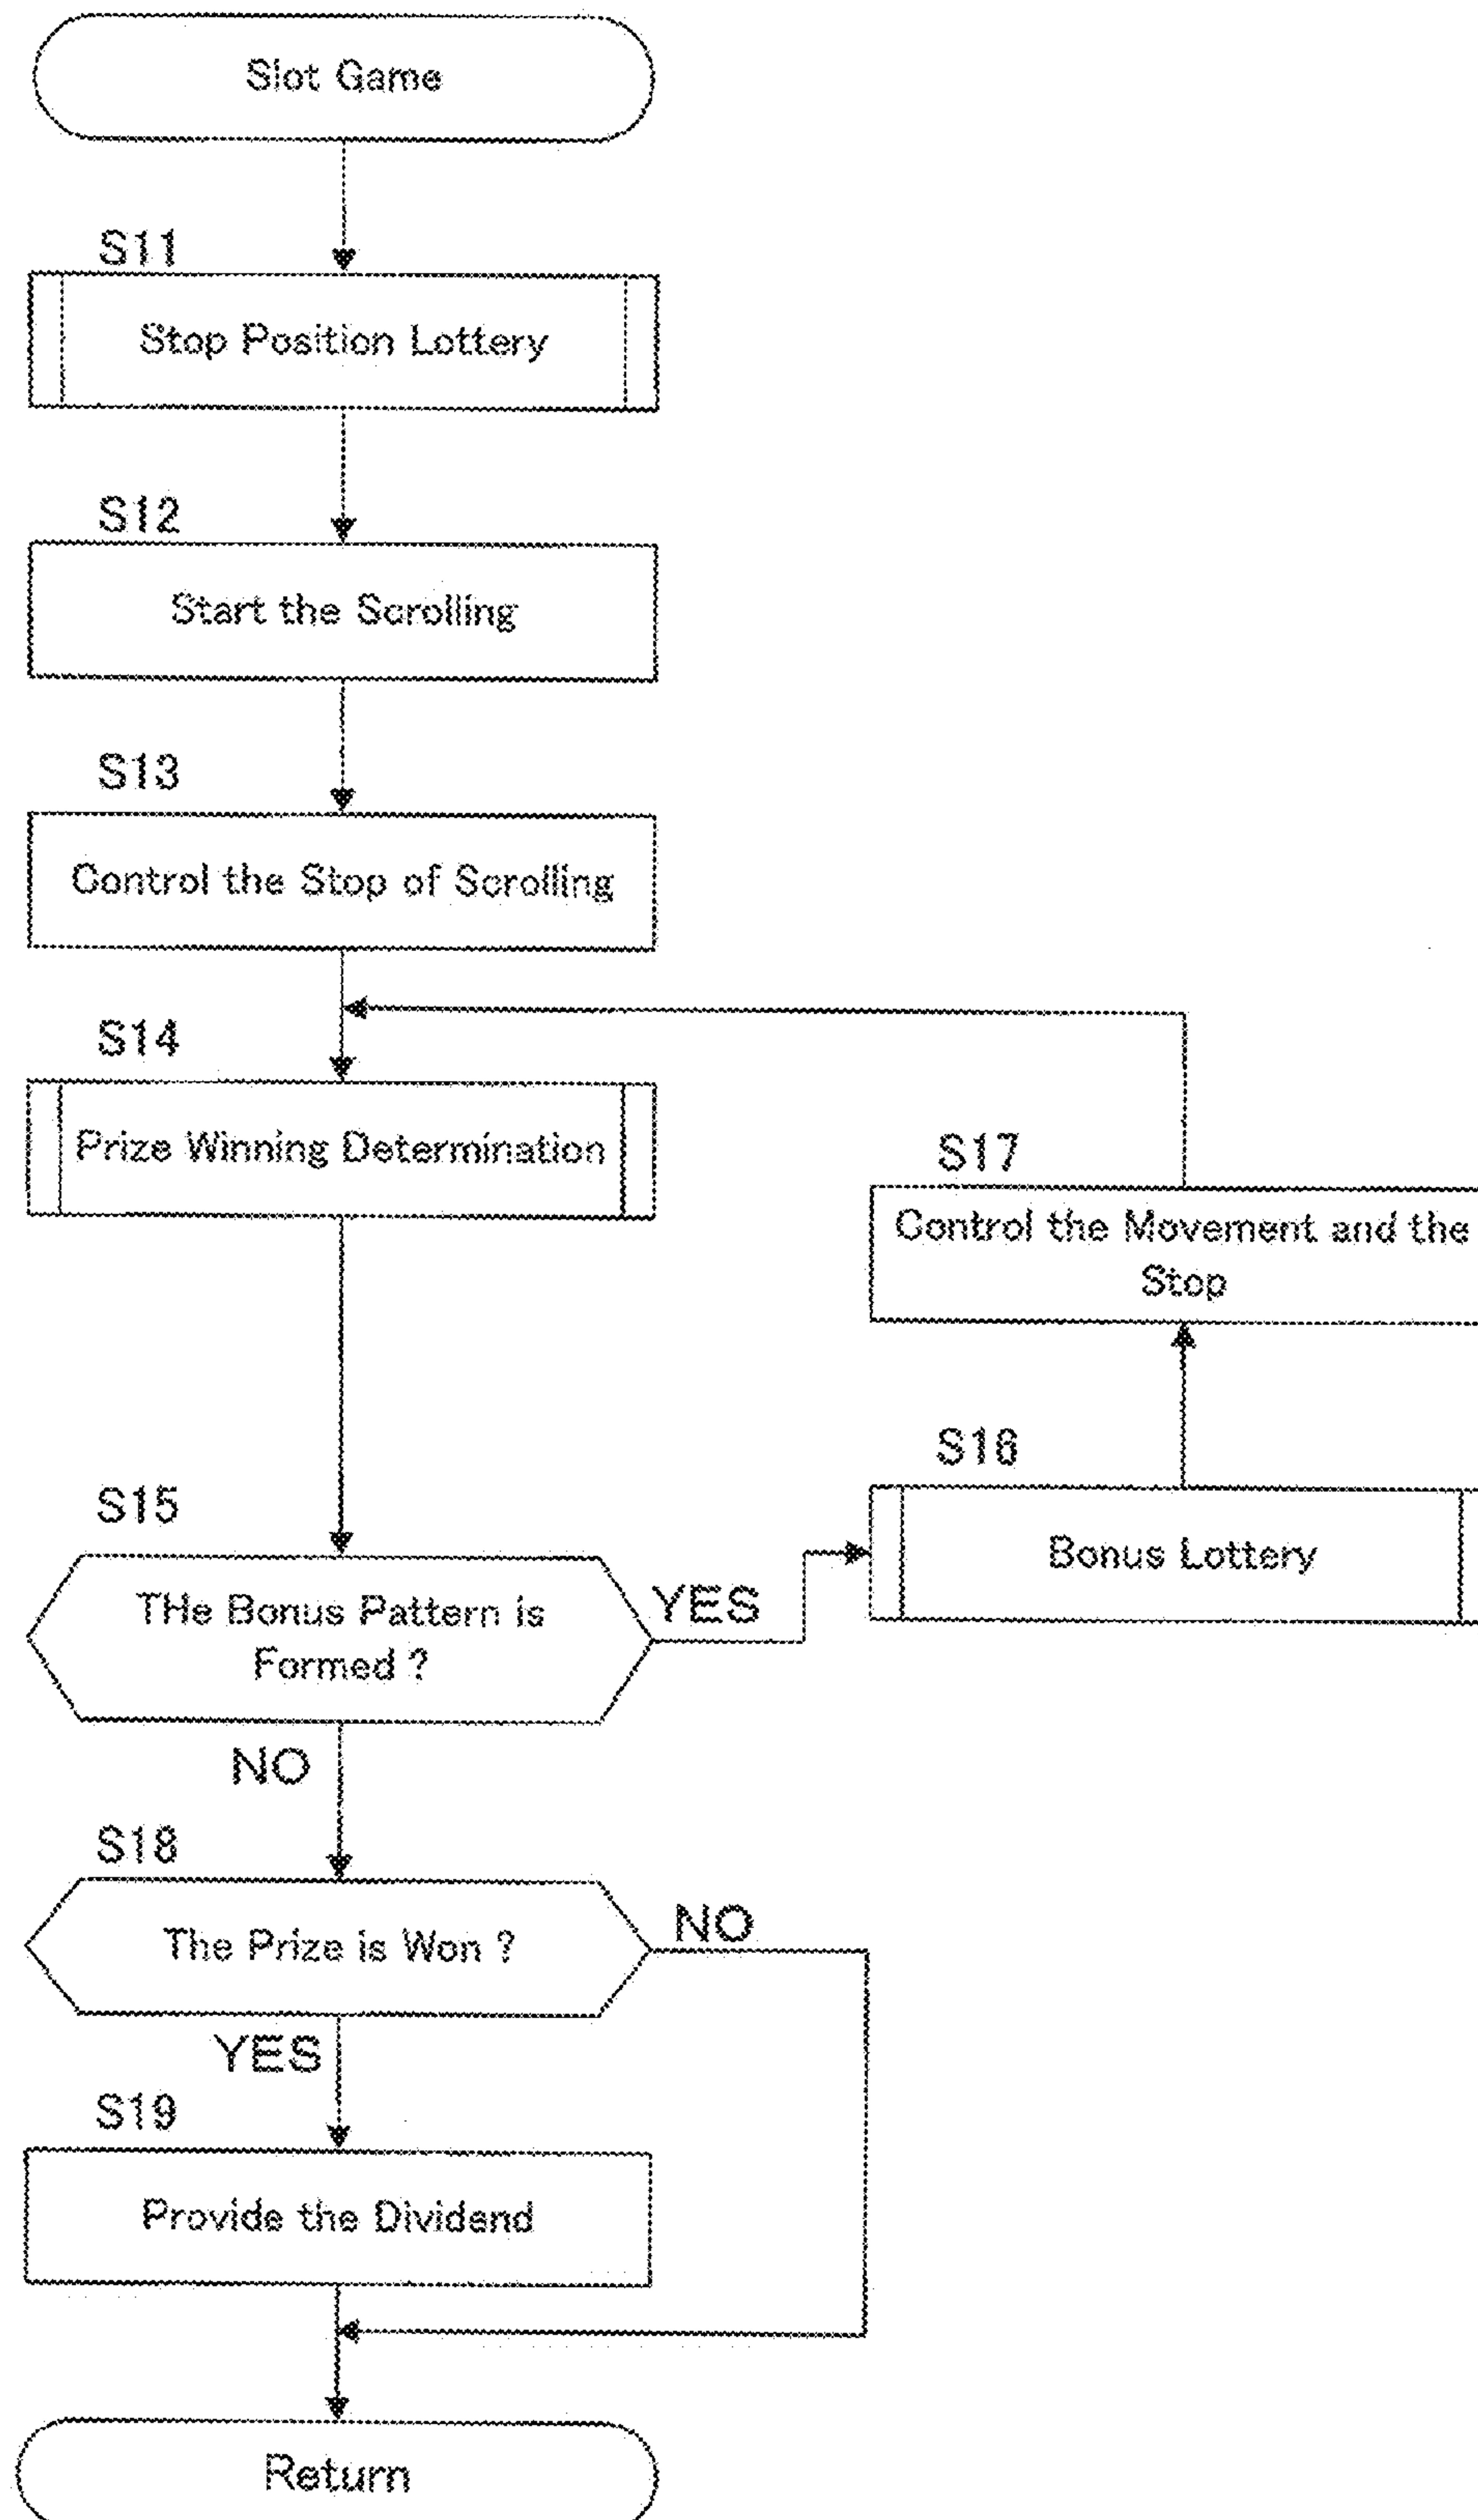 Slot Game
S11
Stop Position Lottery
S12
Start the Scrolling
S13
Control the Stop of Scrolling
S14
Prize Winning Determination
S17
Control the Movement and the
Stop
S16
Bonus Lottery
S15
THe Bonus Pattern is
Formed ?
YES
NO
S18
The Prize is Won ?
NO
YES
S19
Provide the Dividend
Return